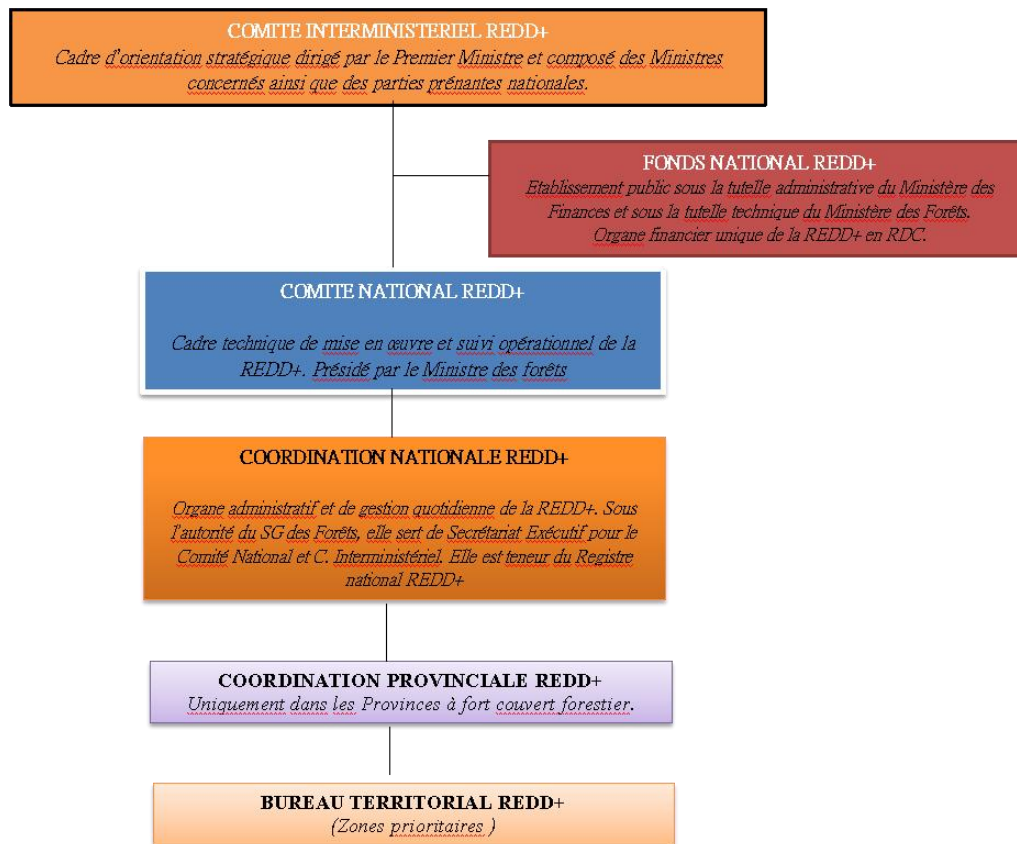 COMITE INTERMINISTERIEL REDD+
Cadre d'orientation stratégique dirigé par le Premier Ministre et composé des Ministres
concernés ainsi que des parties prénantes nationales.
FONDS NATIONAL REDD+
Etablissement public sous la tutelle administrative du Ministère des
Finances et sous la tutelle technique du Ministère des Forêts.
Organe financier unique de la REDD+ en RDC.
COMITE NATIONAL REDD+
Cadre technique de mise en œuvre et suivi opérationnel de la
REDD+. Présidé par le Ministre des forêts
COORDINATION NATIONALE REDD+
Organe administratif et de gestion quotidienne de la REDD+. Sous
l'autorité du SG des Forêts, elle sert de Secrétariat Exécutif pour le
Comité National et C. Interministériel. Elle est teneur du Registre
national REDD+
COORDINATION PROVINCIALE REDD+
Uniquement dans les Provinces à fort couvert forestier.
BUREAU TERRITORIAL REDD+
(Zones prioritaires )